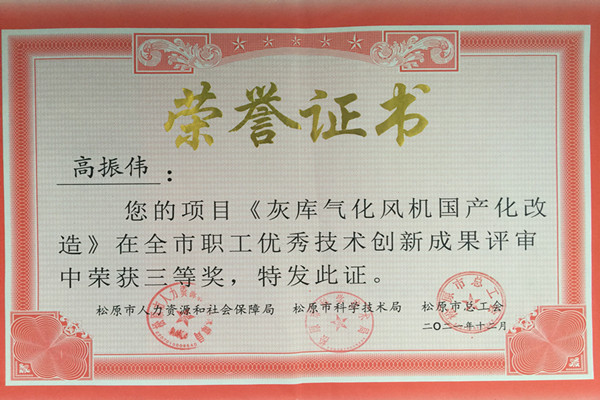 荣誉证书
高振伟：
您的项目《灰库气化风机国产化改
造》在全市职工优秀技术创新成果评审
中荣获三等奖，特发此证。
松原市人力资源和社会保障局 松原市科学技术局 松原市总工会
二〇二一年十二月